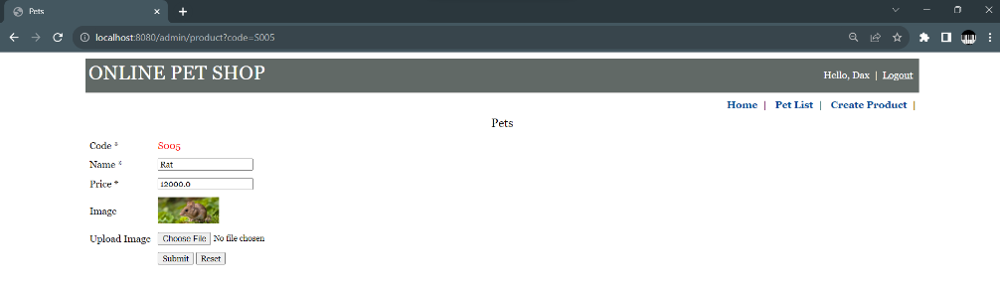 Pets
localhost:8080/admin/product?code=S005
ONLINE PET SHOP
Hello, Dax | Logout
Home | Pet List | Create Product |
Pets
Code * S005
Name * Rat
Price * 12000.0
Image
Upload Image Choose File No file chosen
Submit Reset